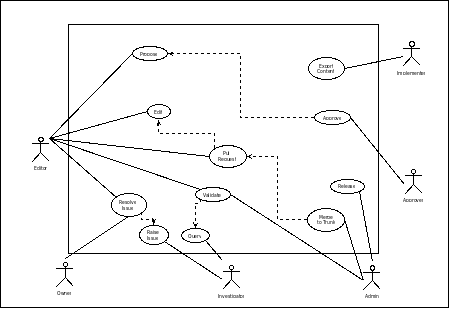 Propose
Export
Content
Implementer
Edit
Approve
Editor
Pull
Request
Release
Validate
Approver
Resolve
Issue
Merge
to Trunk
Raise
Issue
Query
Owner
Investigator
Admin